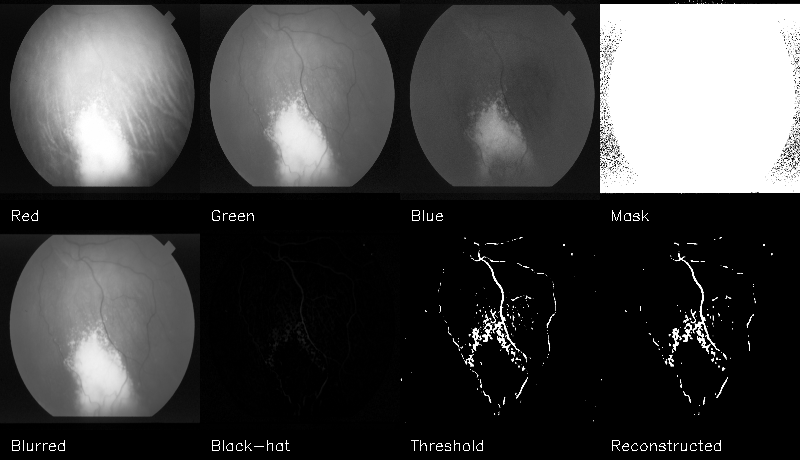 Red
Green
Blue
Mask
Blurred
Black-hat
Threshold
Reconstructed